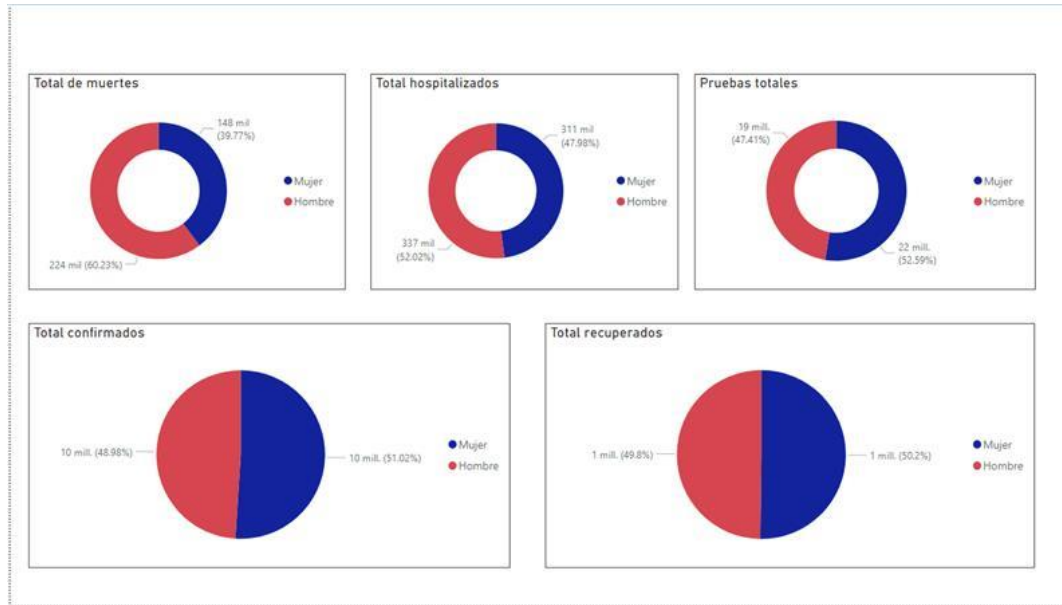 Total de muertes
148 mil
(39.77%)
Mujer
Hombre
224 mil (60.23%)
Total hospitalizados
311 mil
(47.98%)
Mujer
Hombre
337 mil
(52.02%)
Pruebas totales
19 mill.
(47.41%)
Mujer
Hombre
22 mill.
(52.59%)
Total confirmados
10 mill. (48.98%)
10 mill. (51.02%)
Mujer
Hombre
Total recuperados
1 mill. (49.8%)
1 mill. (50.2%)
Mujer
Hombre